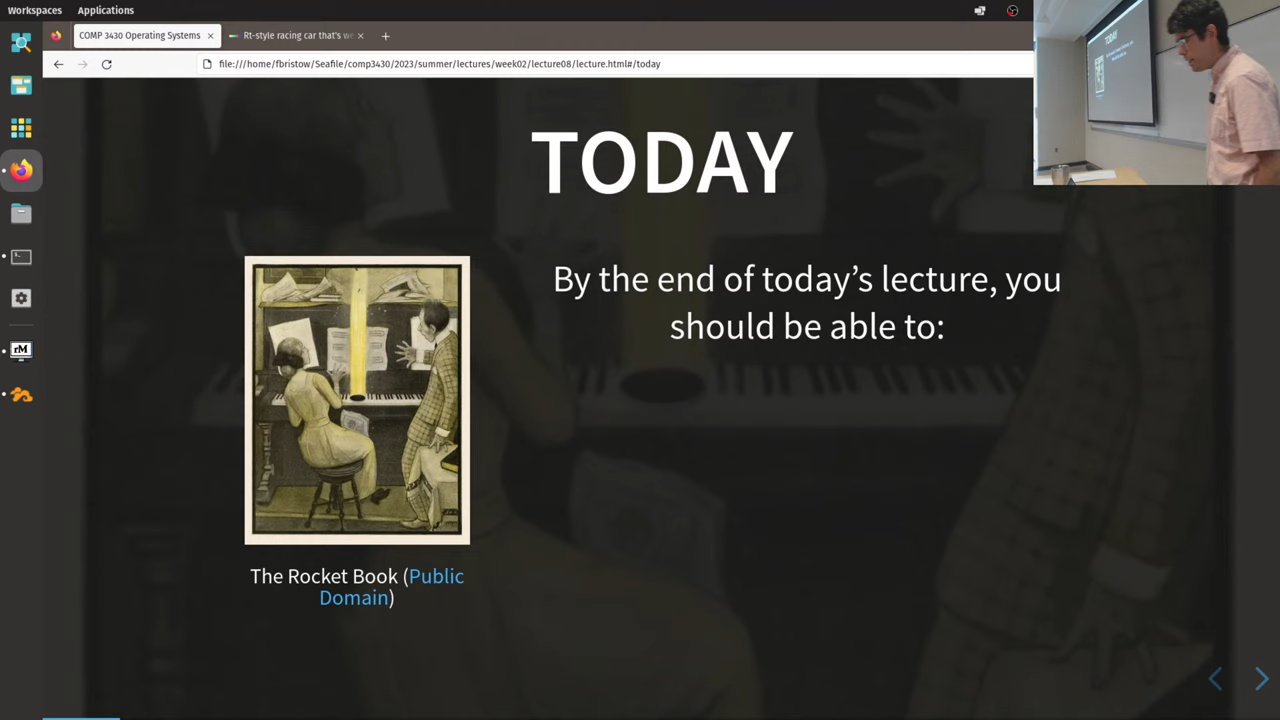 Workspaces
Applications
COMP 3430 Operating Systems
Rt-style racing car that's
file:///home/fbristow/Seafile/comp3430/2023/summer/lectures/week02/lecture08/lecture.html#/today
TODAY
TODAY
By the end of today's lecture, you
should be able to:
rM
The Rocket Book (Public
Domain)